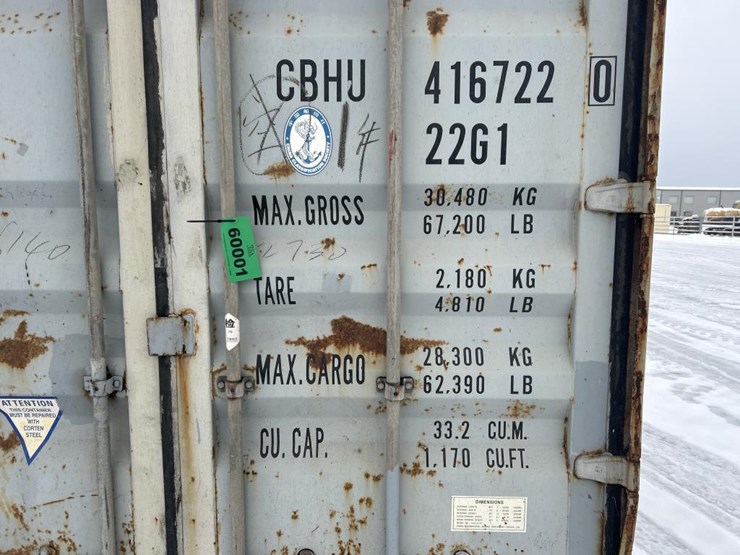 CBHU 416722 0
22G1
MAX.GROSS 30.480 KG
67,200 LB
60001
TARE 2,180 KG
4.810 LB
MAX.CARGO 28,300 KG
62,390 LB
CU. CAP. 33.2 CU.M.
1,170 CU.FT.
ATTENTION
THIS CONTAINER
MUST BE REPAIRED
WITH
CORTEN
STEEL
DIMENSIONS